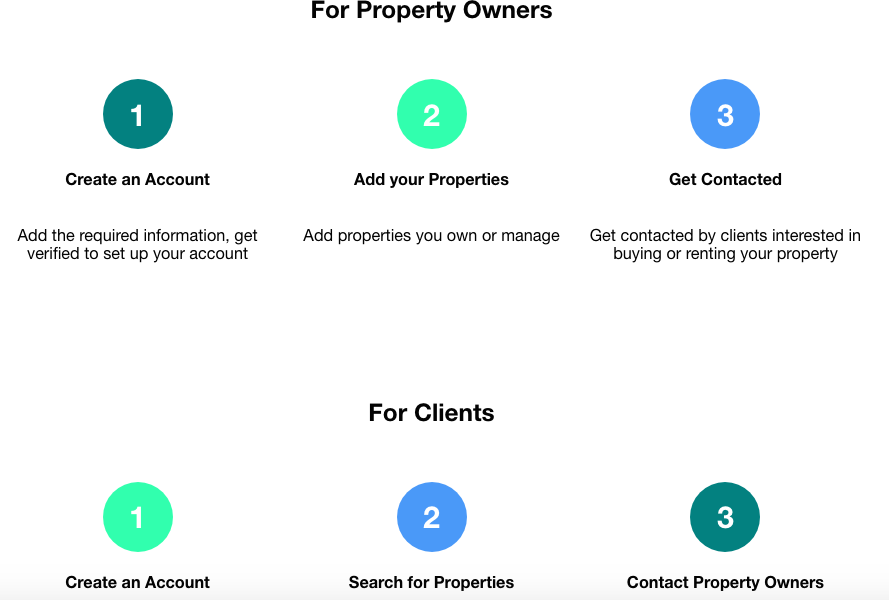 For Property Owners
1
2
3
Create an Account
Add your Properties
Get Contacted
Add the required information, get
verified to set up your account
Add properties you own or manage
Get contacted by clients interested in
buying or renting your property
For Clients
1
2
3
Create an Account
Search for Properties
Contact Property Owners